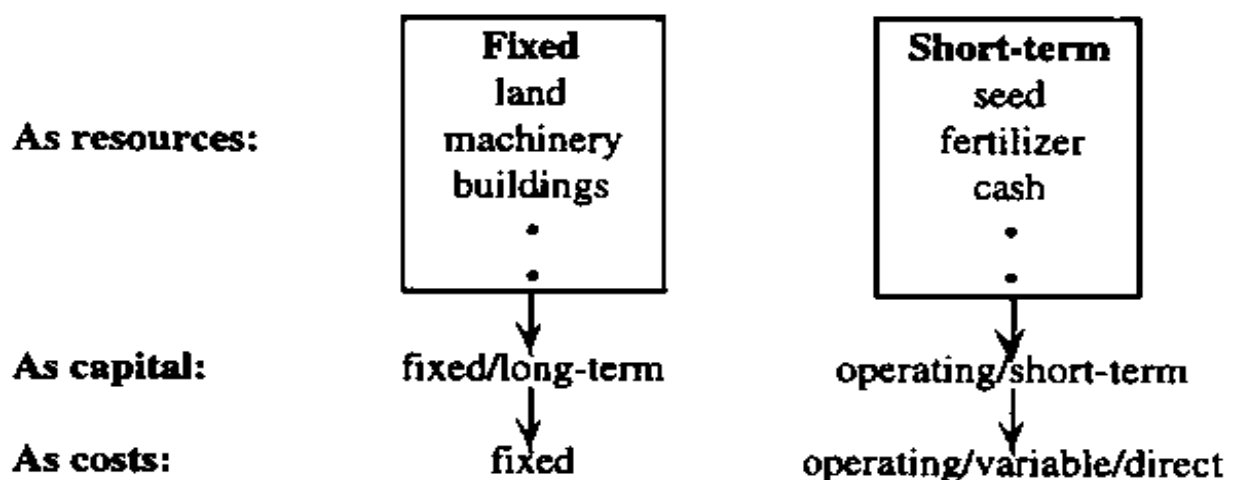 Fixed
land
machinery
buildings
•
•
Short-term
seed
fertilizer
cash
•
•
As resources:
As capital:
fixed/long-term
operating/short-term
As costs:
fixed
operating/variable/direct